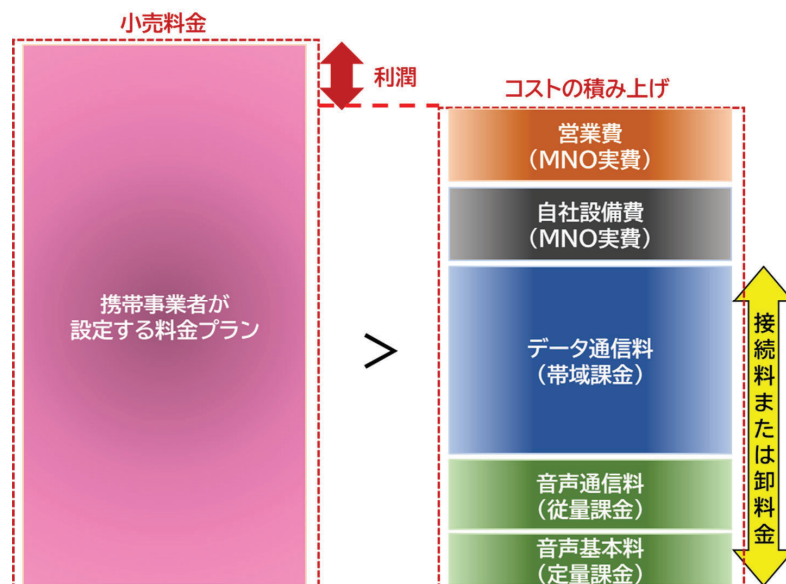 小売料金
利潤
コストの積み上げ
携帯事業者が
設定する料金プラン
>
営業費
(MNO実費)
自社設備費
(MNO実費)
データ通信料
(帯域課金)
音声通信料
(従量課金)
音声基本料
(定量課金)
接続料または卸料金